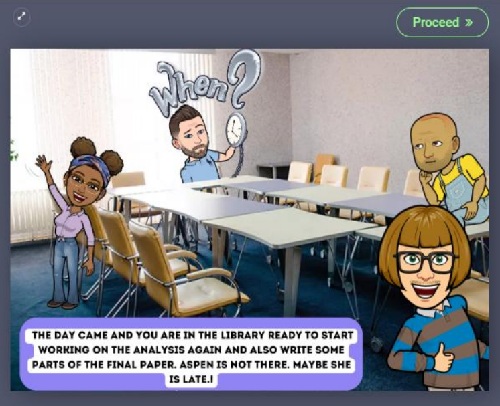 Proceed »
When?
THE DAY CAME AND YOU ARE IN THE LIBRARY READY TO START
WORKING ON THE ANALYSIS AGAIN AND ALSO WRITE SOME
PARTS OF THE FINAL PAPER. ASPEN IS NOT THERE. MAYBE SHE
IS LATE.!